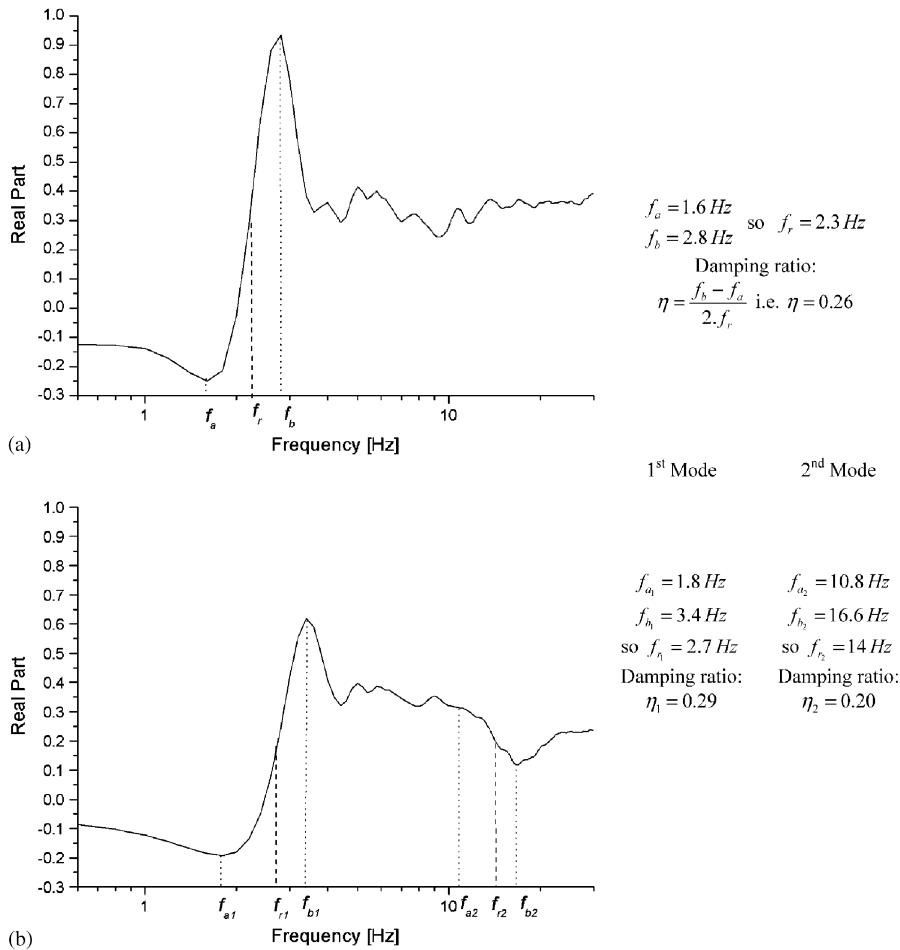 1.0
0.9
0.8
0.7
0.6
0.5
0.4
0.3
0.2
0.1
0.0
-0.1
-0.2
-0.3
Real Part
1 10
f_a f_r f_b
Frequency [Hz]
(a)
f_a = 1.6 Hz
f_b = 2.8 Hz so f_r = 2.3 Hz
Damping ratio:
η = (f_b − f_a) / 2.f_r i.e. η = 0.26
1st Mode 2nd Mode
1.0
0.9
0.8
0.7
0.6
0.5
0.4
0.3
0.2
0.1
0.0
-0.1
-0.2
-0.3
Real Part
1 10
f_a1 f_r1 f_b1 f_a2 f_r2 f_b2
Frequency [Hz]
(b)
f_a1 = 1.8 Hz f_a2 = 10.8 Hz
f_b1 = 3.4 Hz f_b2 = 16.6 Hz
so f_r1 = 2.7 Hz so f_r2 = 14 Hz
Damping ratio: Damping ratio:
η1 = 0.29 η2 = 0.20